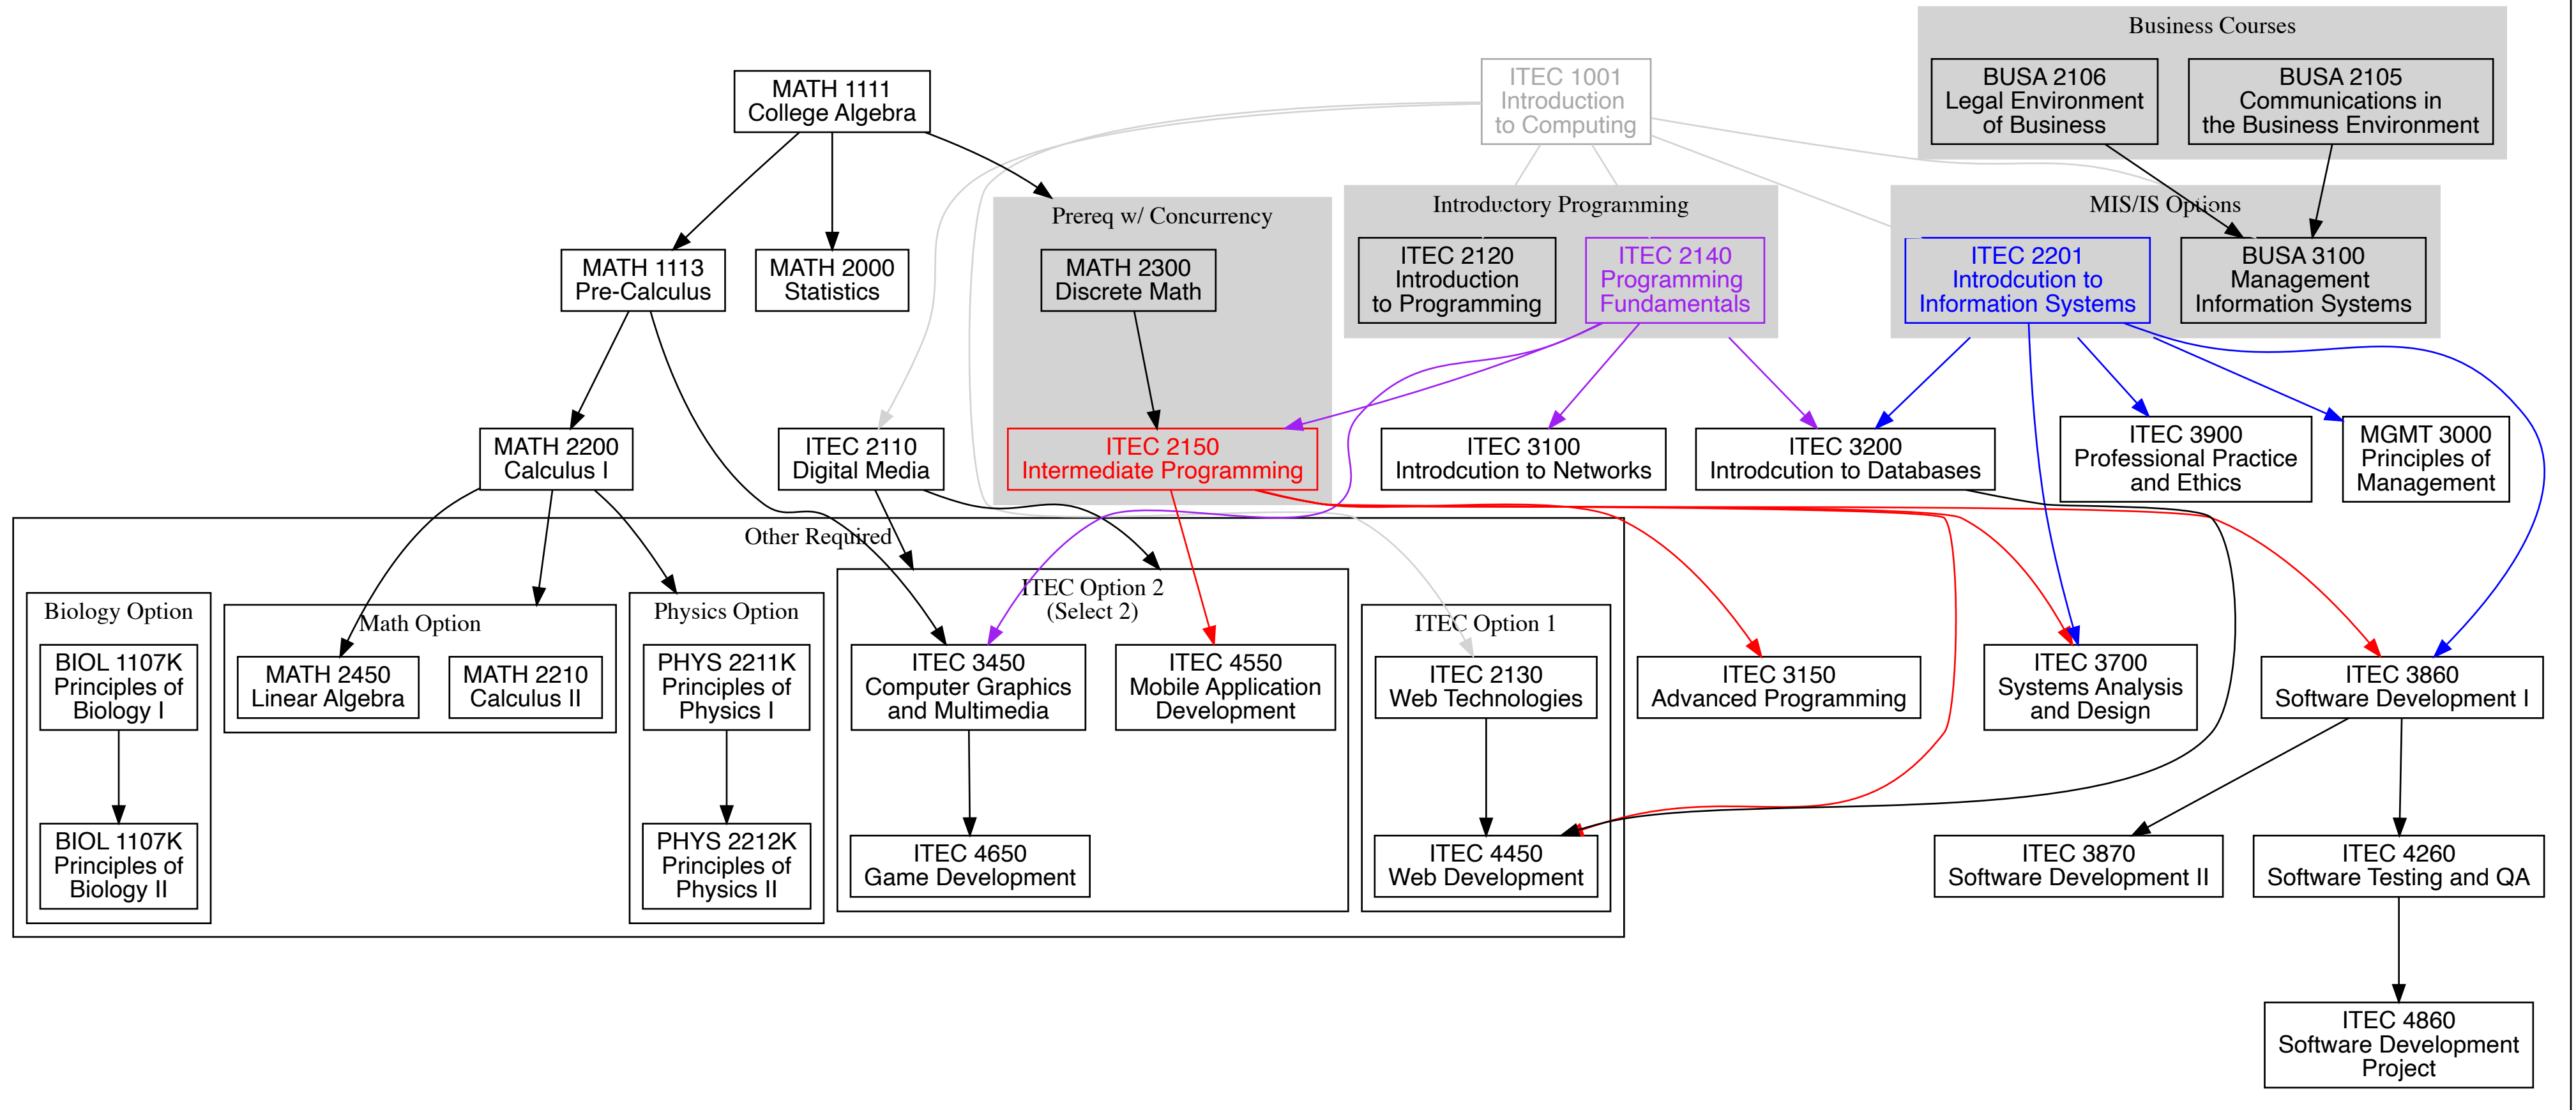 Business Courses
BUSA 2106
Legal Environment
of Business
BUSA 2105
Communications in
the Business Environment
MATH 1111
College Algebra
ITEC 1001
Introduction
to Computing
Prereq w/ Concurrency
Introductory Programming
MIS/IS Options
MATH 1113
Pre-Calculus
MATH 2000
Statistics
MATH 2300
Discrete Math
ITEC 2120
Introduction
to Programming
ITEC 2140
Programming
Fundamentals
ITEC 2201
Introdcution to
Information Systems
BUSA 3100
Management
Information Systems
MATH 2200
Calculus I
ITEC 2110
Digital Media
ITEC 2150
Intermediate Programming
ITEC 3100
Introdcution to Networks
ITEC 3200
Introdcution to Databases
ITEC 3900
Professional Practice
and Ethics
MGMT 3000
Principles of
Management
Other Required
Biology Option
BIOL 1107K
Principles of
Biology I
BIOL 1107K
Principles of
Biology II
Math Option
MATH 2450
Linear Algebra
MATH 2210
Calculus II
Physics Option
PHYS 2211K
Principles of
Physics I
PHYS 2212K
Principles of
Physics II
ITEC Option 2
(Select 2)
ITEC 3450
Computer Graphics
and Multimedia
ITEC 4550
Mobile Application
Development
ITEC 4650
Game Development
ITEC Option 1
ITEC 2130
Web Technologies
ITEC 4450
Web Development
ITEC 3150
Advanced Programming
ITEC 3700
Systems Analysis
and Design
ITEC 3860
Software Development I
ITEC 3870
Software Development II
ITEC 4260
Software Testing and QA
ITEC 4860
Software Development
Project